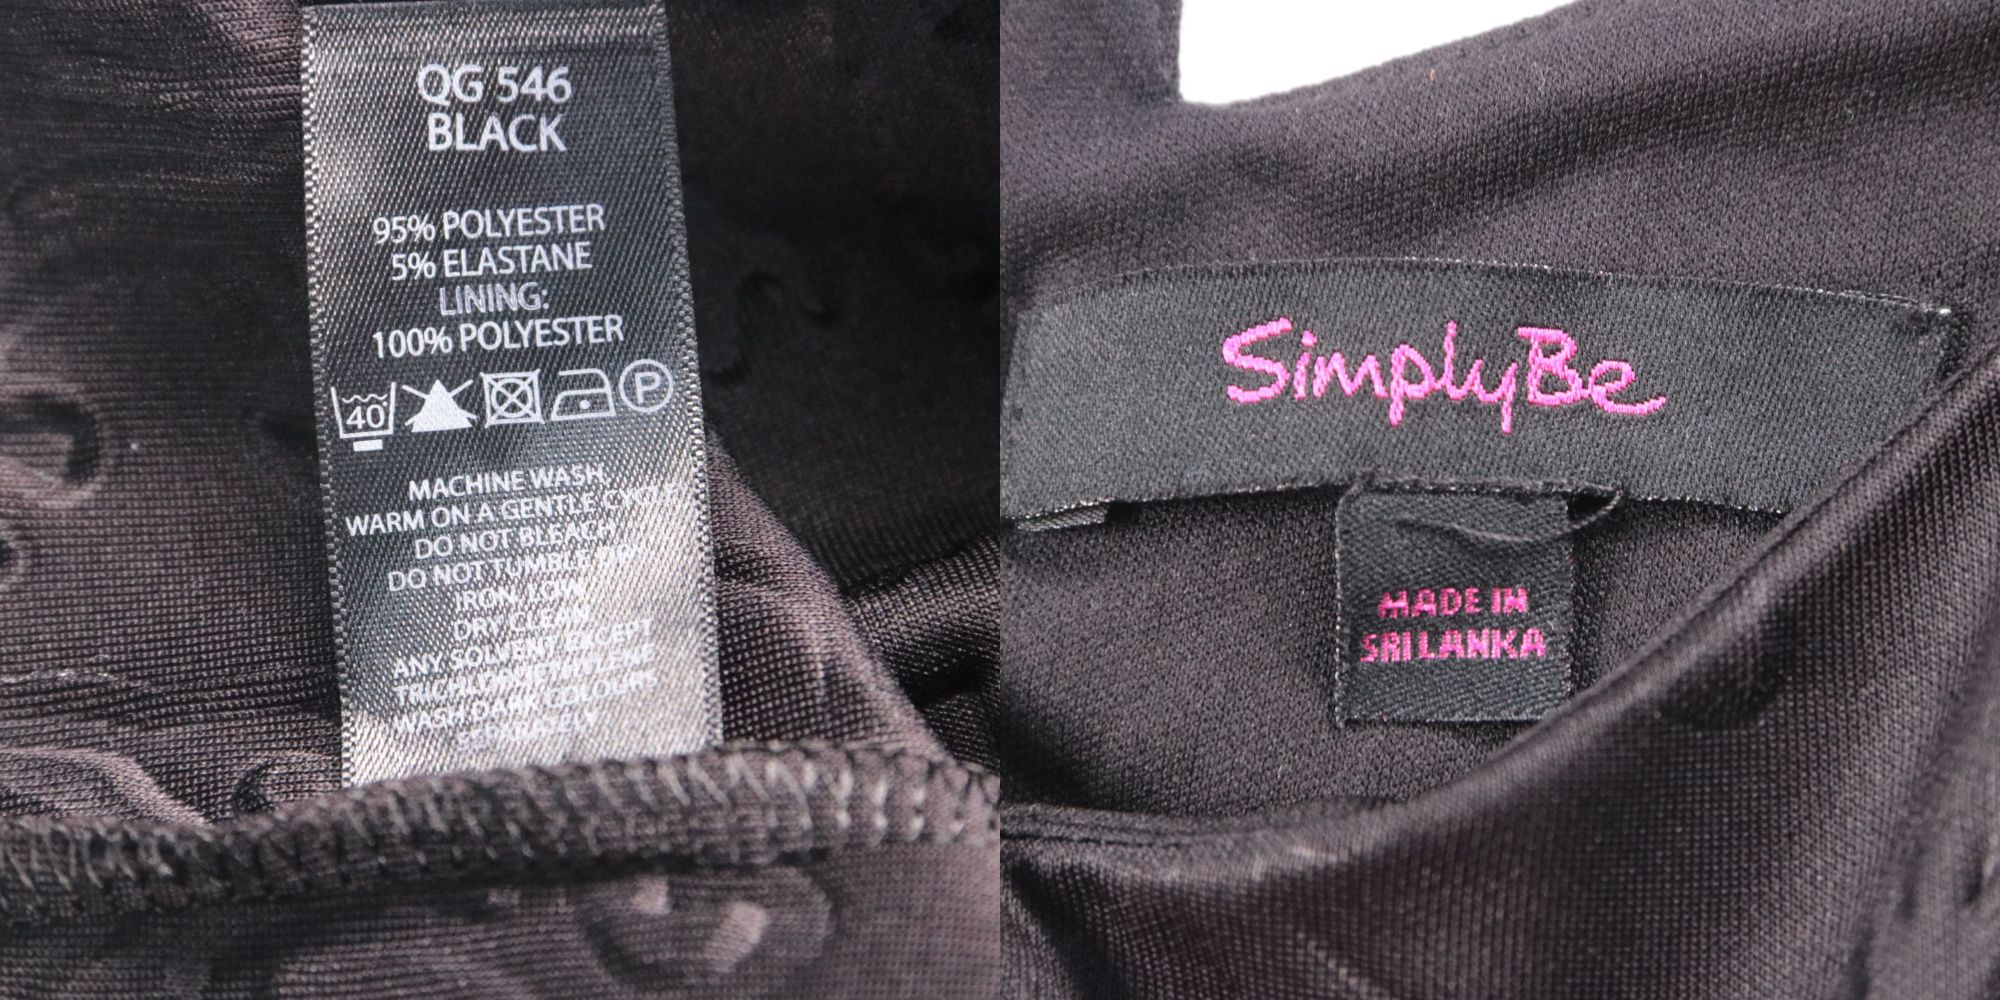 QG 546
BLACK
95% POLYESTER
5% ELASTANE
LINING:
100% POLYESTER
40 P
MACHINE WASH,
WARM ON A GENTLE CYCLE
DO NOT BLEACH
DO NOT TUMBLE DRY
IRON, LOW
DRY CLEAN
ANY SOLVENT EXCEPT
TRICHLOROETHYLENE
WASH DARK COLOURS
SEPARATELY
SimplyBe
MADE IN
SRI LANKA